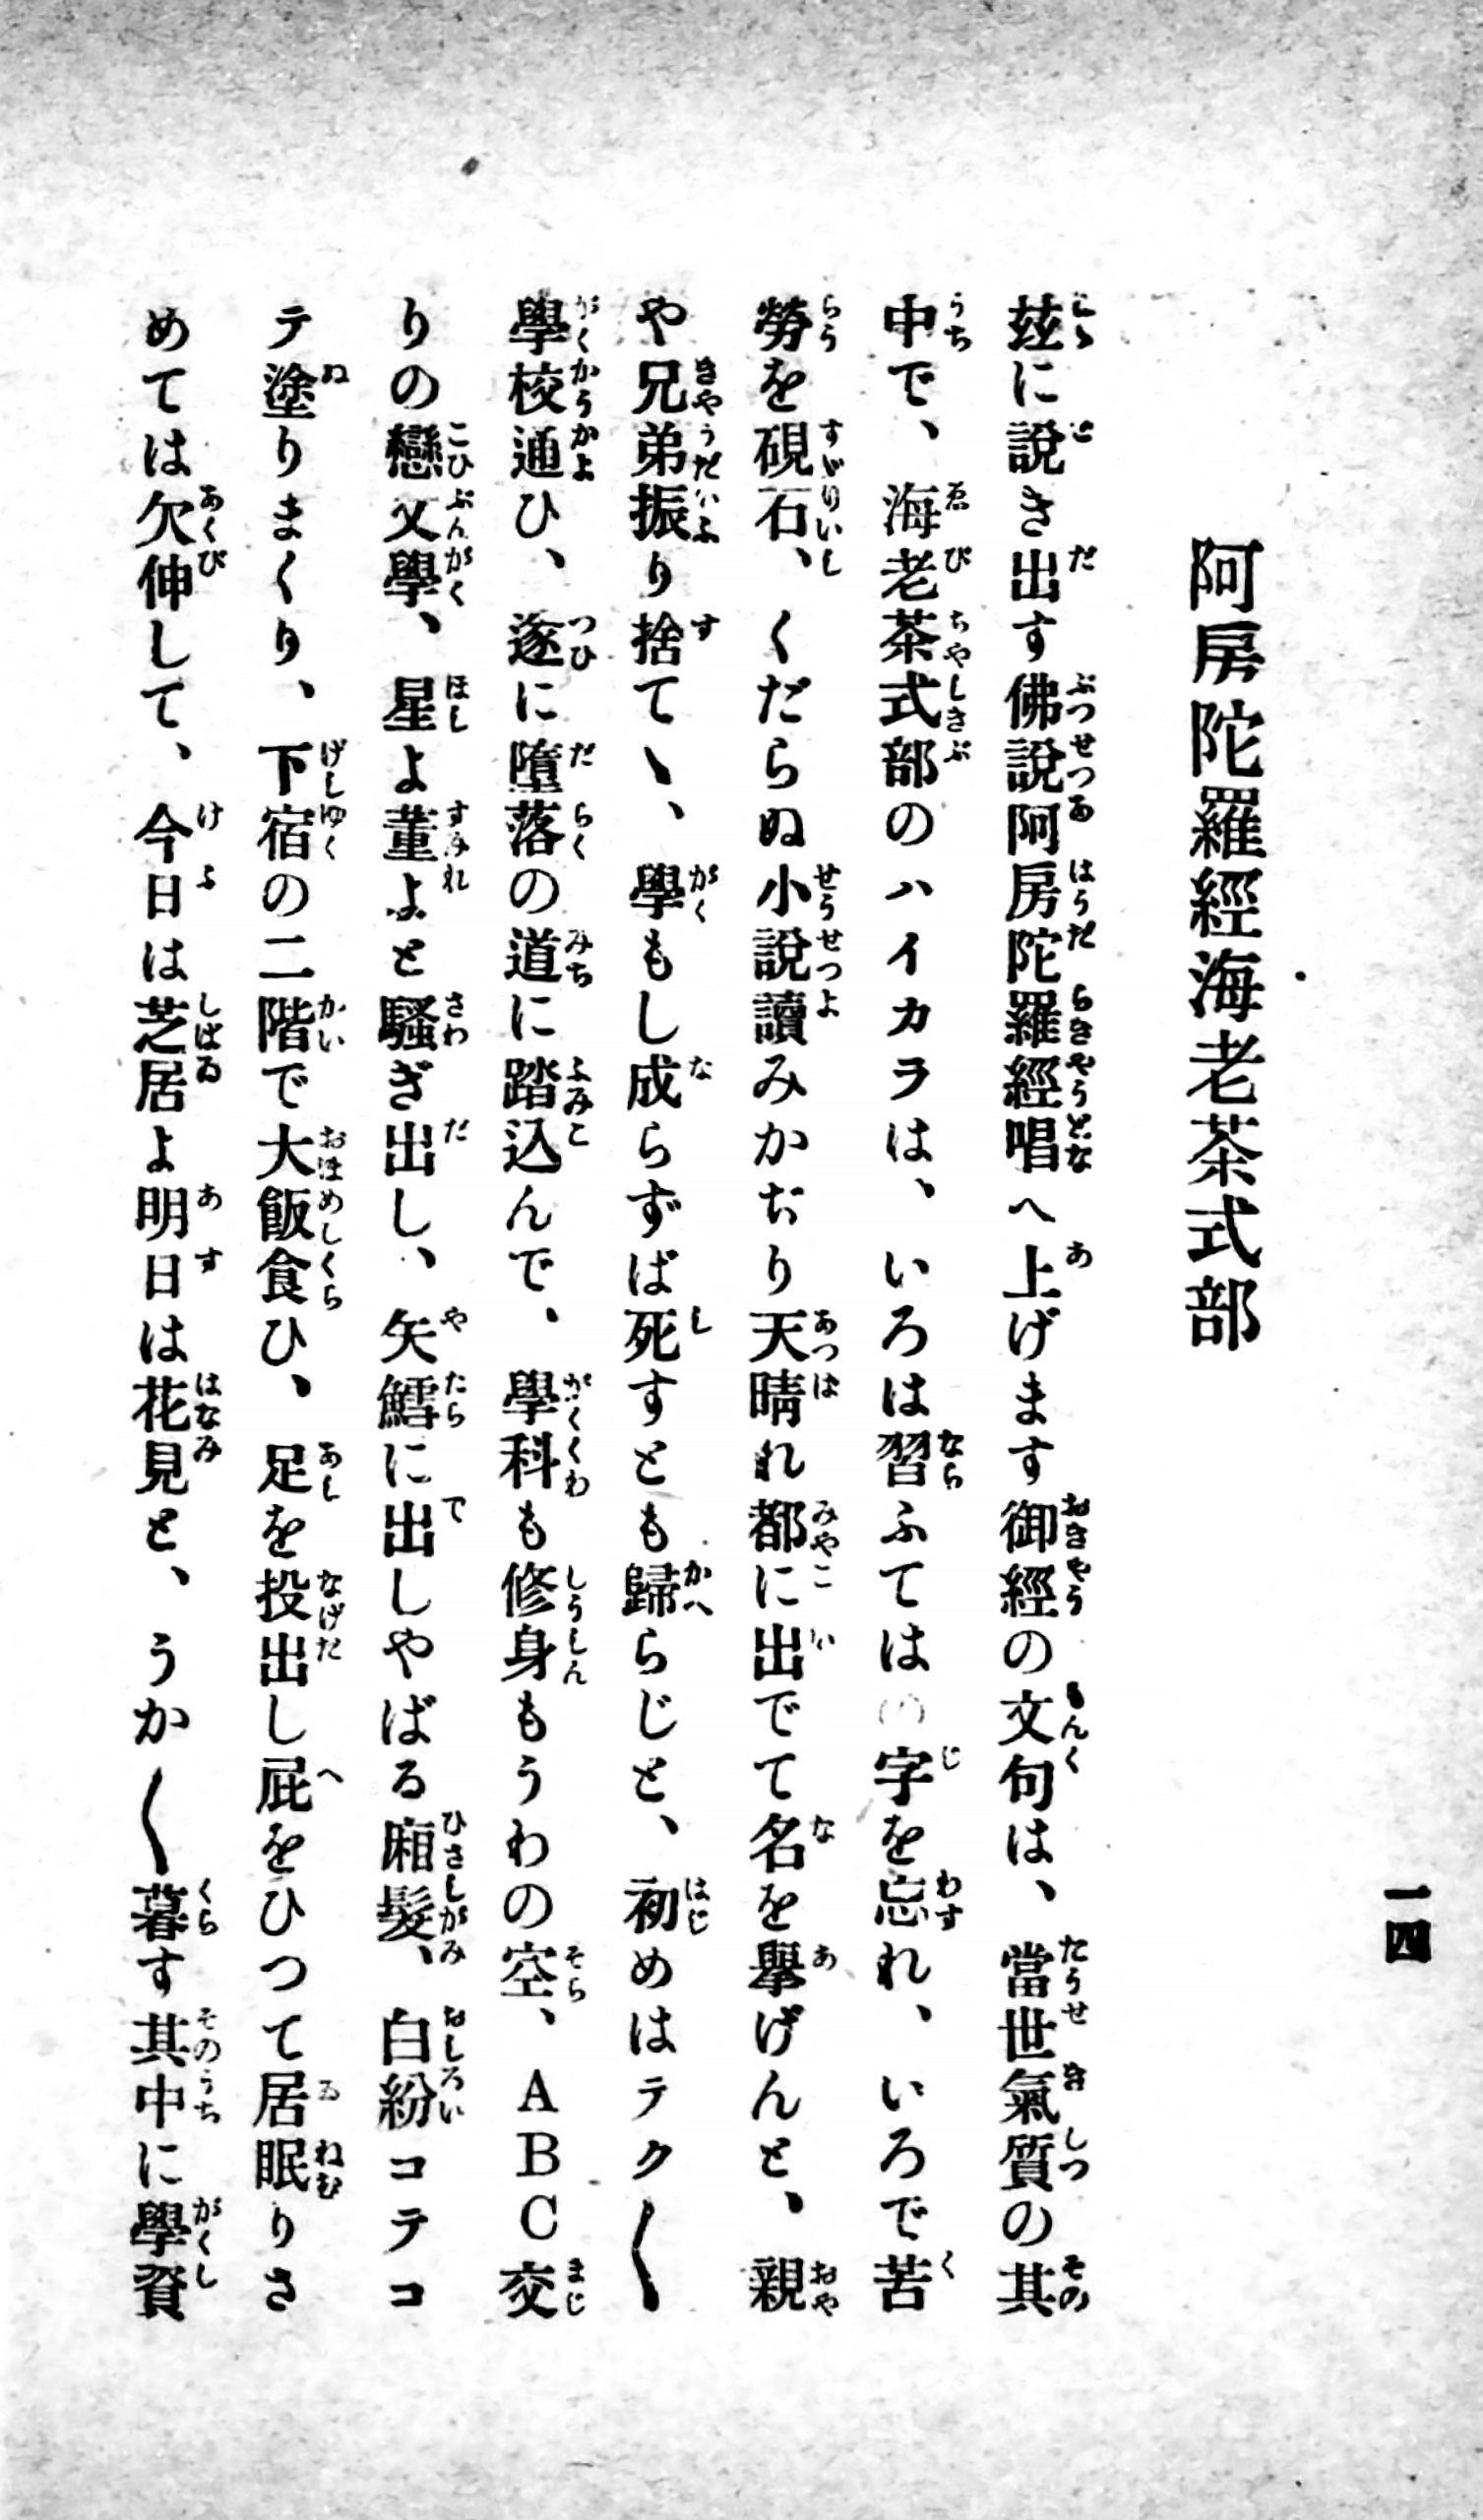 阿房陀羅經海老茶式部
玆に說き出す佛說阿房陀羅經唱へ上げます御經の文句は、當世氣質の其
中で、海老茶式部のハイカラは、いろは習ふては字を忘れ、いろで苦
勞を硯石、くだらぬ小說讀みかぢり天晴れ都に出でて名を擧げんと、親
や兄弟振り捨てヽ、學もし成らずば死すとも歸らじと、初めはテク〱
學校通ひ、遂に墮落の道に踏込んで、學科も修身もうわの空、ABC交
りの戀文學、星よ菫よと騷ぎ出し、矢鱈に出しやばる廂髮、白紛コテコ
テ塗りまくり、下宿の二階で大飯食ひ、足を投出し屁をひつて居眠りさ
めては欠伸して、今日は芝居よ明日は花見と、うか〱暮す其中に學資
一四